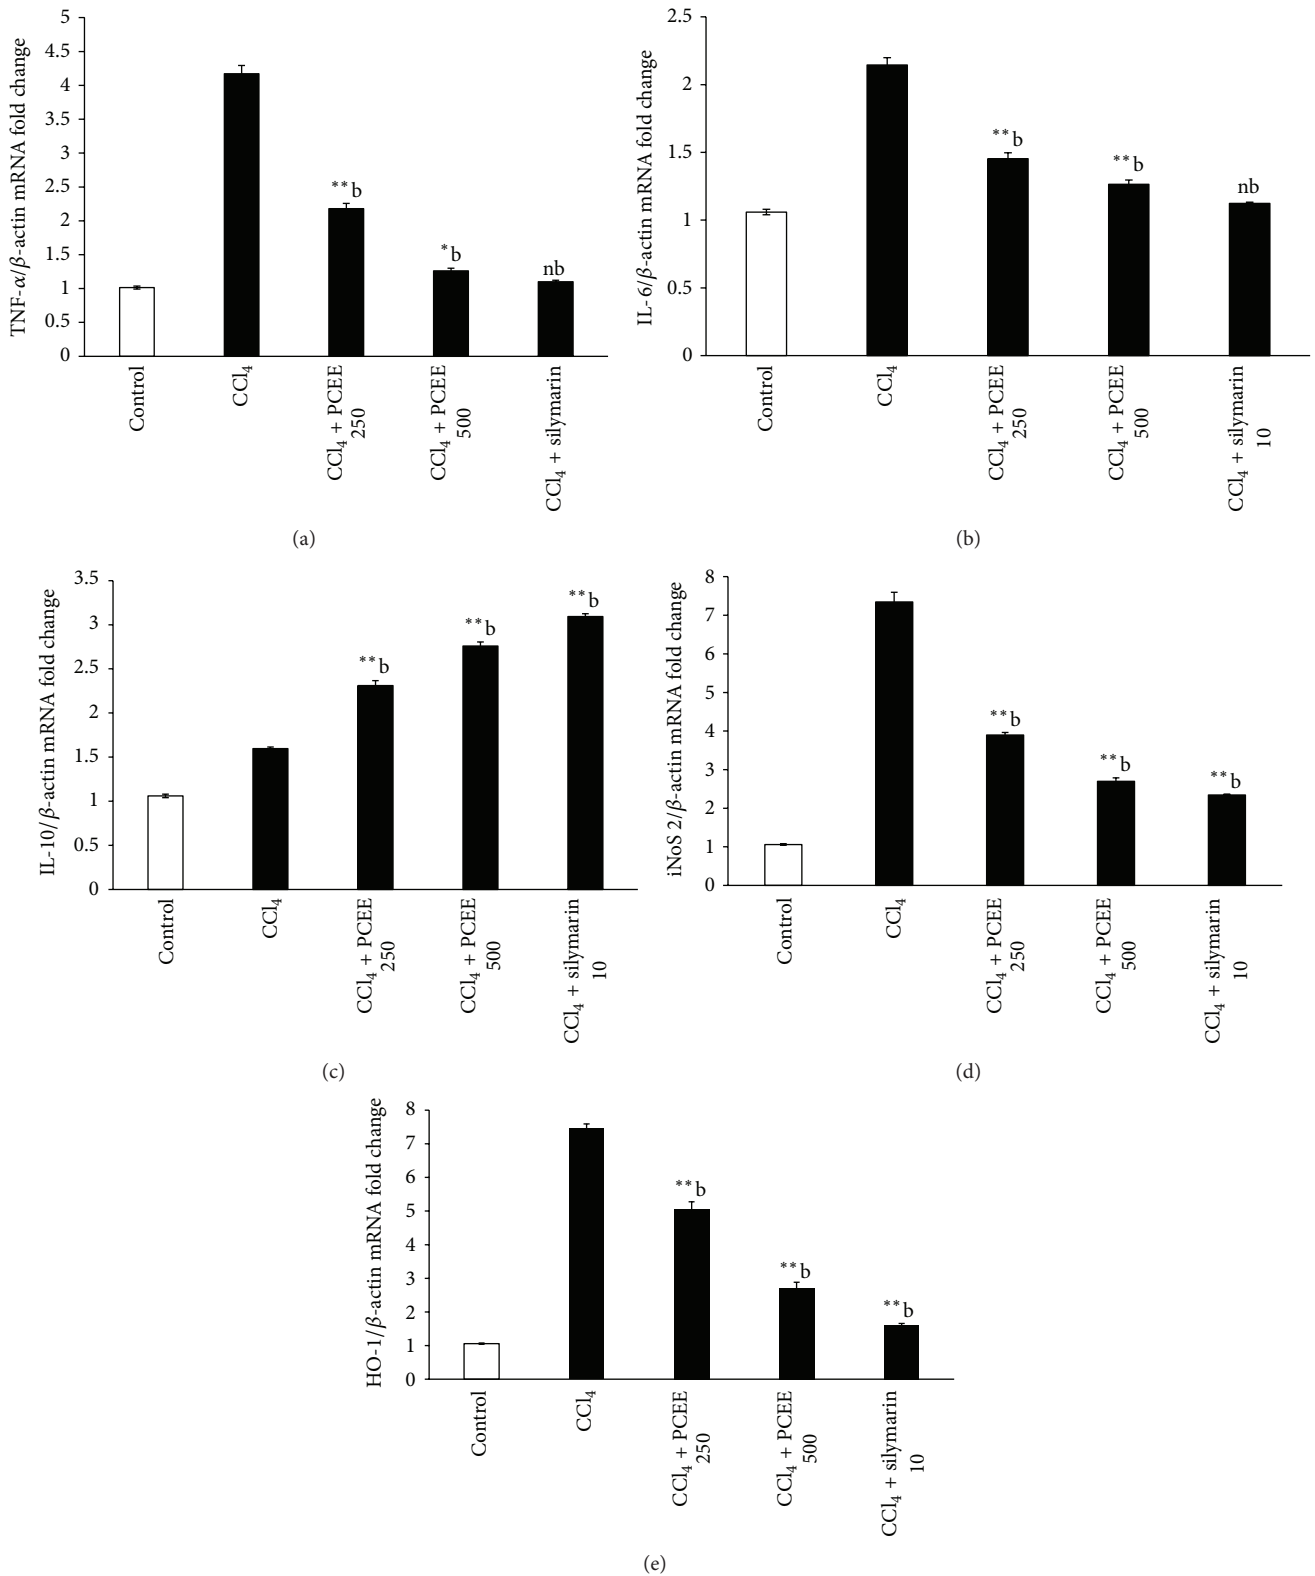 TNF-α/β-actin mRNA fold change
5
4.5
4
3.5
3
2.5
2
1.5
1
0.5
0
**b
*b
nb
Control
CCl₄
CCl₄ + PCEE
250
CCl₄ + PCEE
500
CCl₄ + silymarin
10
(a)
IL-6/β-actin mRNA fold change
2.5
2
1.5
1
0.5
0
**b
**b
nb
Control
CCl₄
CCl₄ + PCEE
250
CCl₄ + PCEE
500
CCl₄ + silymarin
10
(b)
IL-10/β-actin mRNA fold change
3.5
3
2.5
2
1.5
1
0.5
0
**b
**b
**b
Control
CCl₄
CCl₄ + PCEE
250
CCl₄ + PCEE
500
CCl₄ + silymarin
10
(c)
iNoS 2/β-actin mRNA fold change
8
7
6
5
4
3
2
1
0
**b
**b
**b
Control
CCl₄
CCl₄ + PCEE
250
CCl₄ + PCEE
500
CCl₄ + silymarin
10
(d)
HO-1/β-actin mRNA fold change
8
7
6
5
4
3
2
1
0
**b
**b
**b
Control
CCl₄
CCl₄ + PCEE
250
CCl₄ + PCEE
500
CCl₄ + silymarin
10
(e)